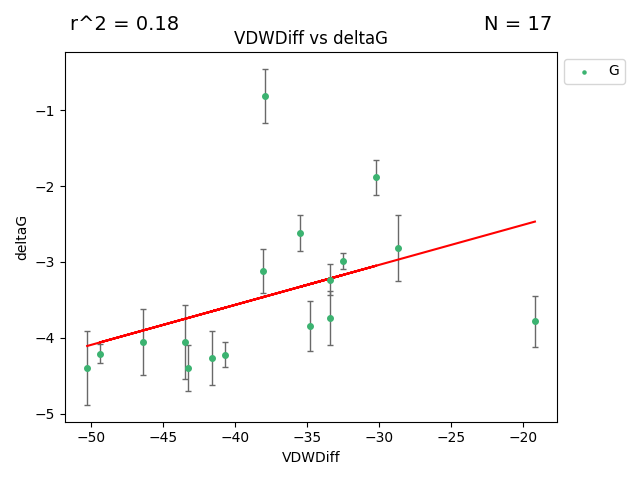 r^2 = 0.18
N = 17
VDWDiff vs deltaG
G
deltaG
−1
−2
−3
−4
−5
−50
−45
−40
−35
−30
−25
−20
VDWDiff